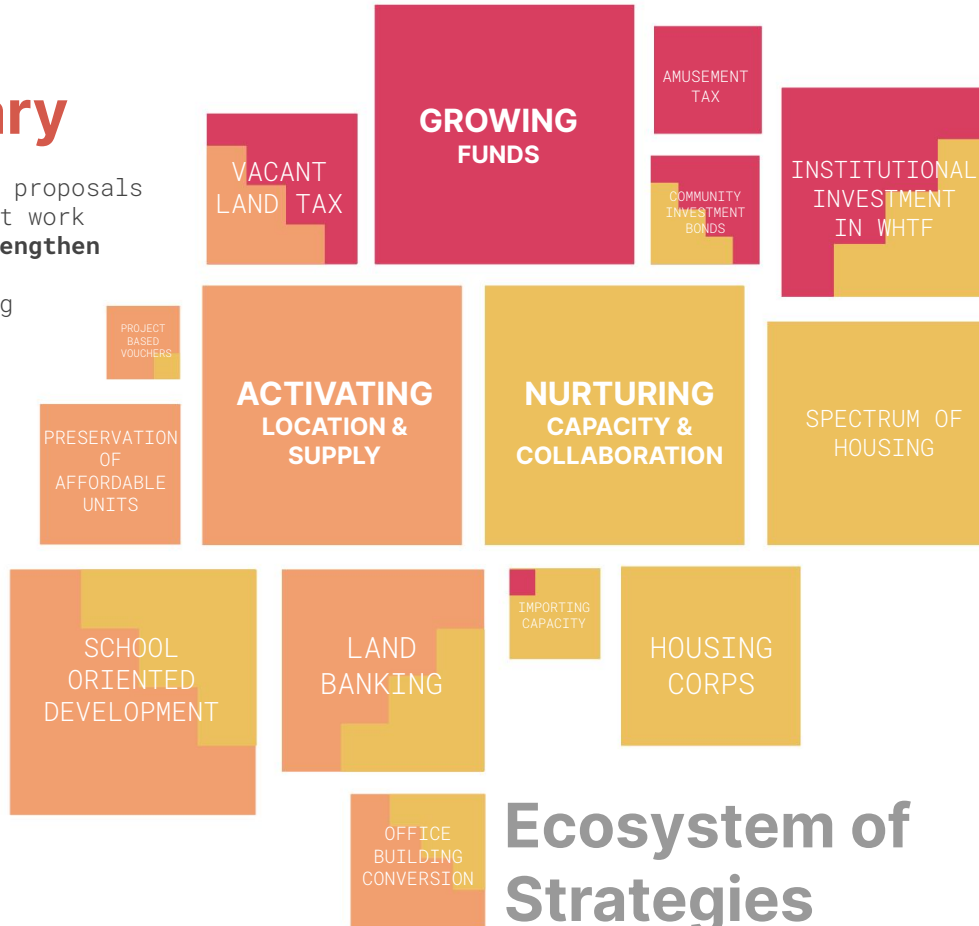 ary
proposals
t work
engthen
g
GROWING
FUNDS
AMUSEMENT
TAX
VACANT
LAND TAX
COMMUNITY
INVESTMENT
BONDS
INSTITUTIONAL
INVESTMENT
IN WHTF
PROJECT
BASED
VOUCHERS
ACTIVATING
LOCATION &
SUPPLY
NURTURING
CAPACITY &
COLLABORATION
SPECTRUM OF
HOUSING
PRESERVATION
OF
AFFORDABLE
UNITS
SCHOOL
ORIENTED
DEVELOPMENT
LAND
BANKING
IMPORTING
CAPACITY
HOUSING
CORPS
OFFICE
BUILDING
CONVERSION
Ecosystem of
Strategies